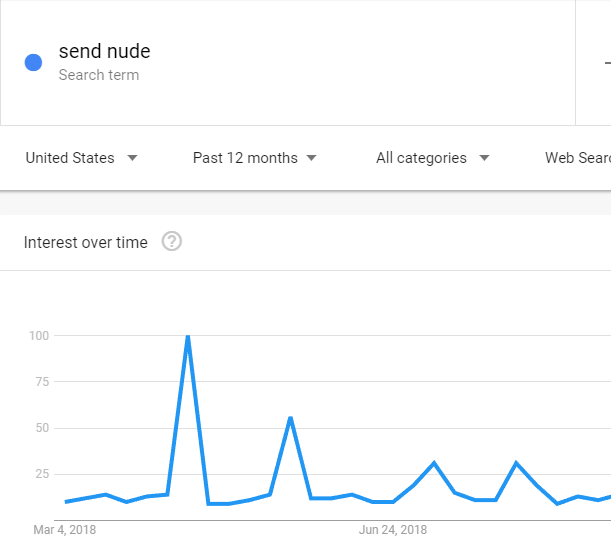 send nude
Search term
United States
Past 12 months
All categories
Web Sear
Interest over time
?
100
75
50
25
Mar 4, 2018
Jun 24, 2018